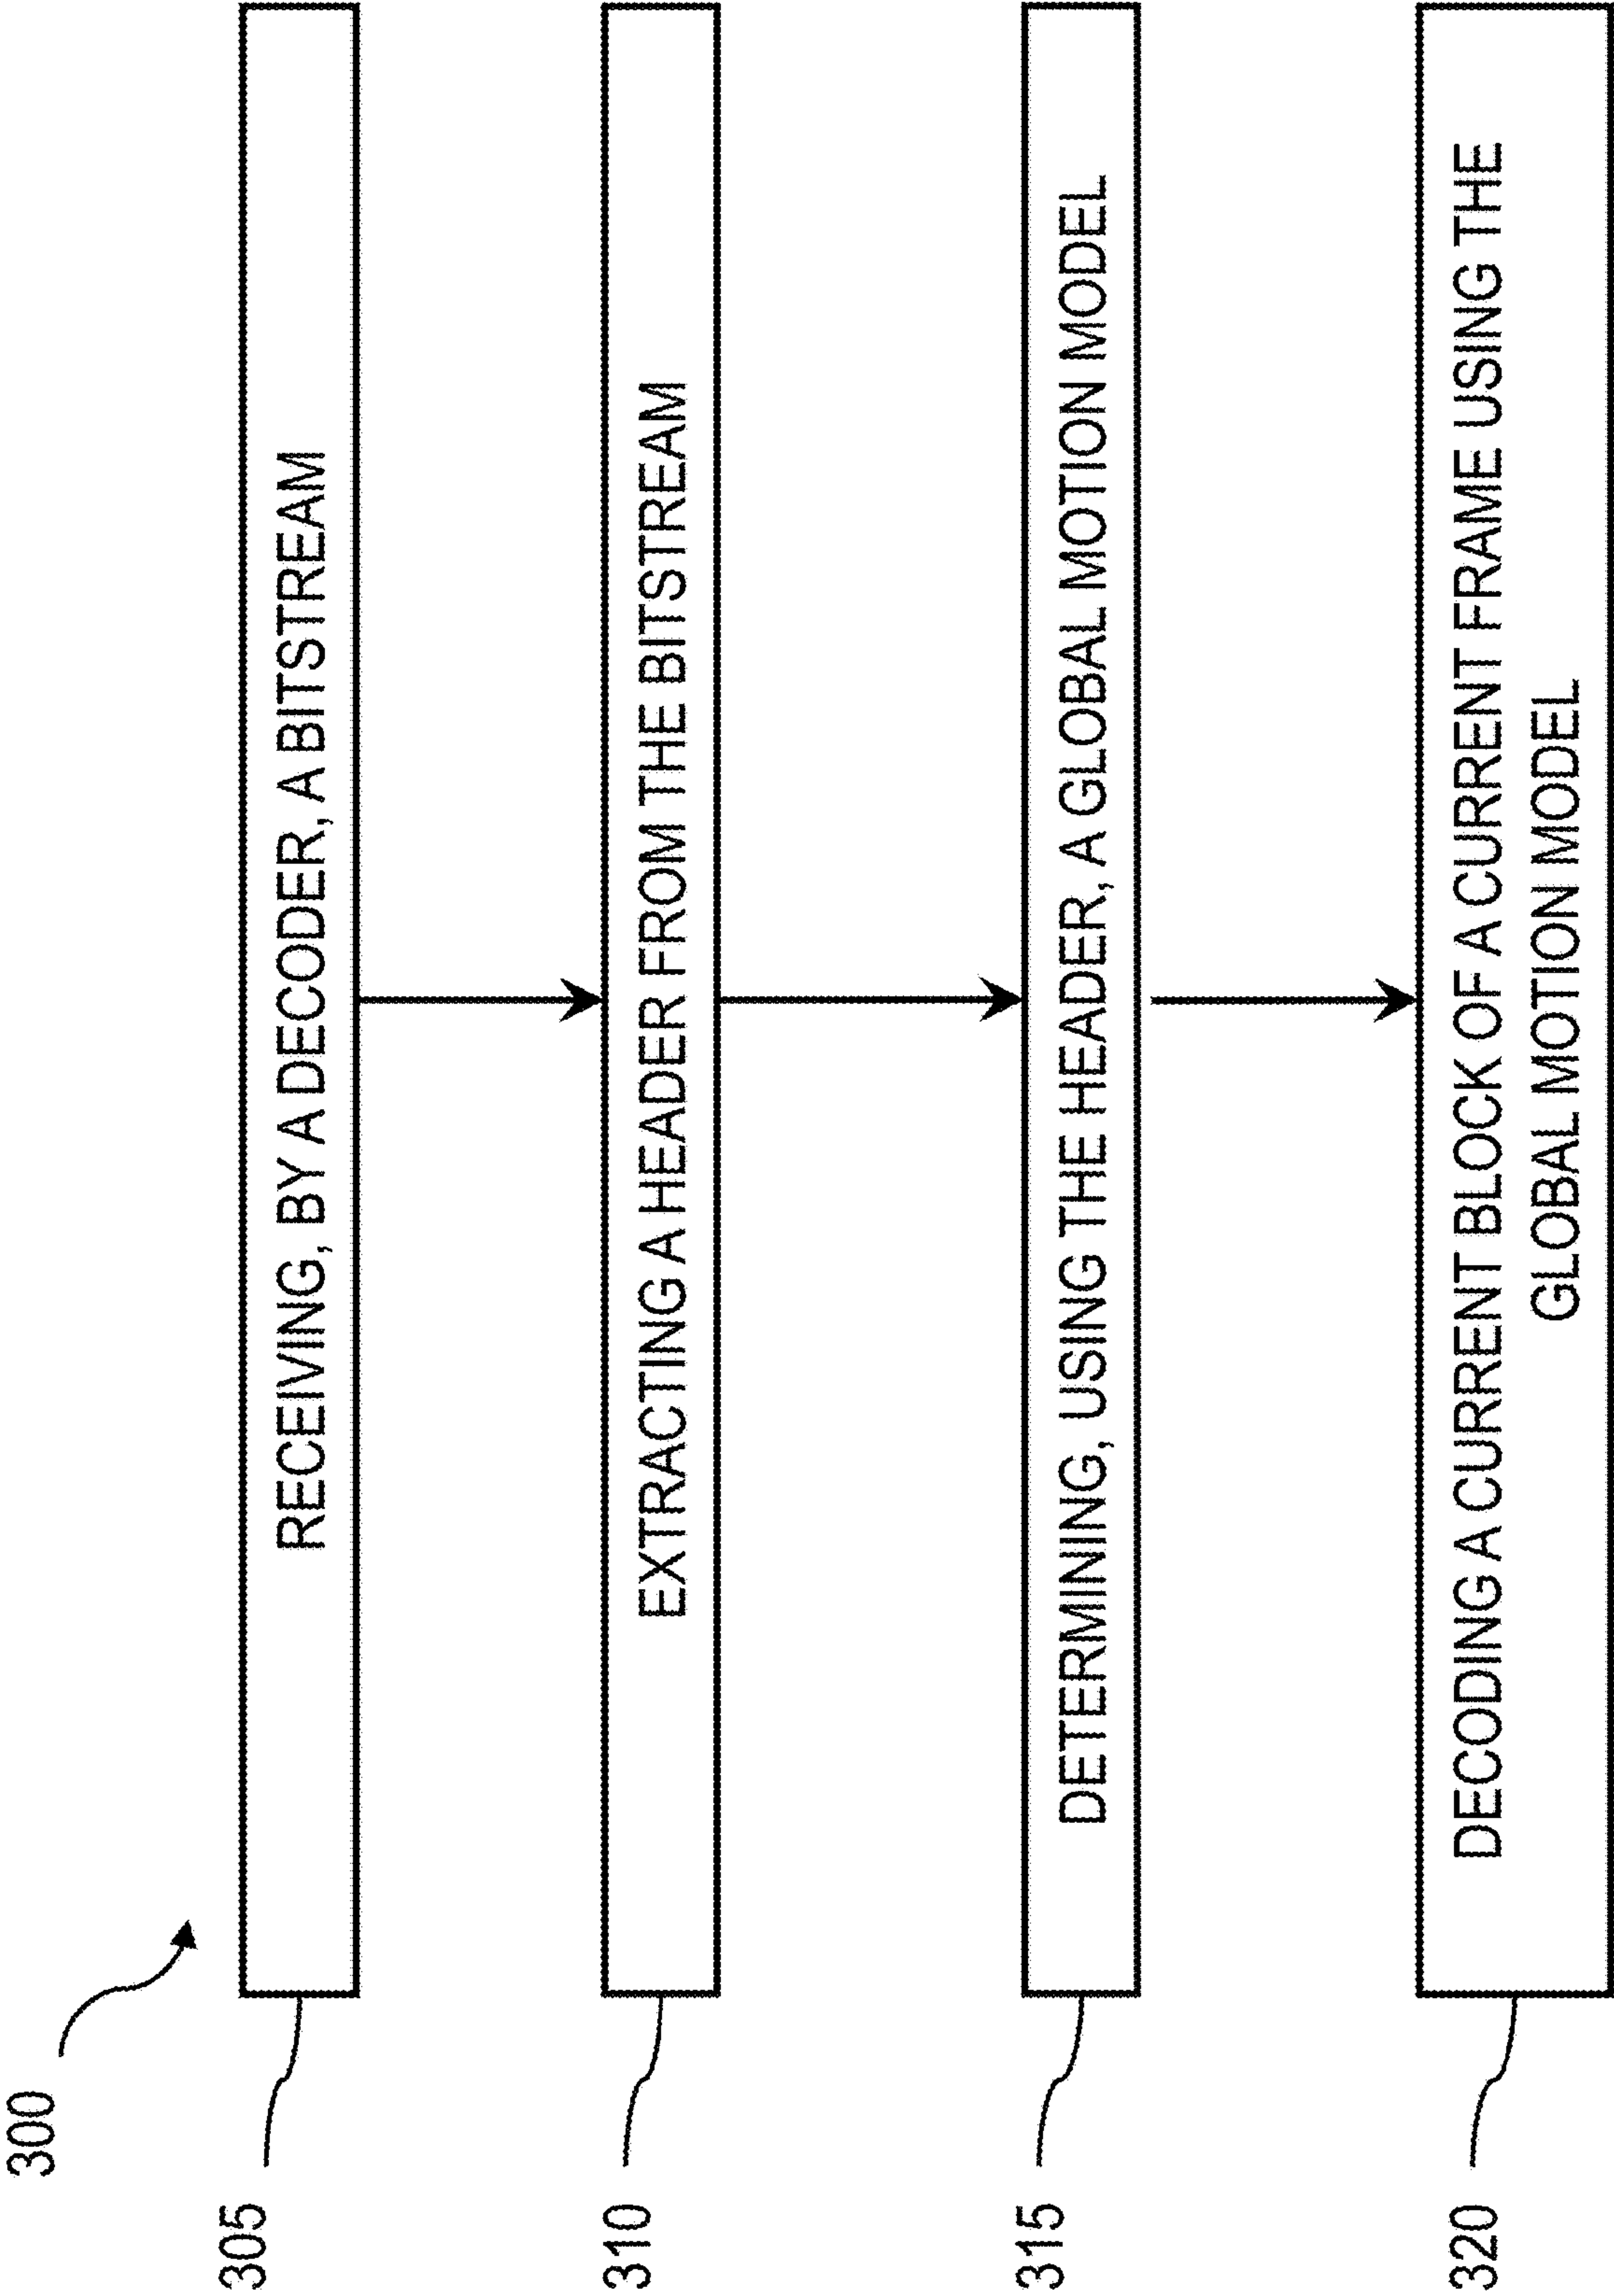 300
305
RECEIVING, BY A DECODER, A BITSTREAM
310
EXTRACTING A HEADER FROM THE BITSTREAM
315
DETERMINING, USING THE HEADER, A GLOBAL MOTION MODEL
320
DECODING A CURRENT BLOCK OF A CURRENT FRAME USING THE
GLOBAL MOTION MODEL